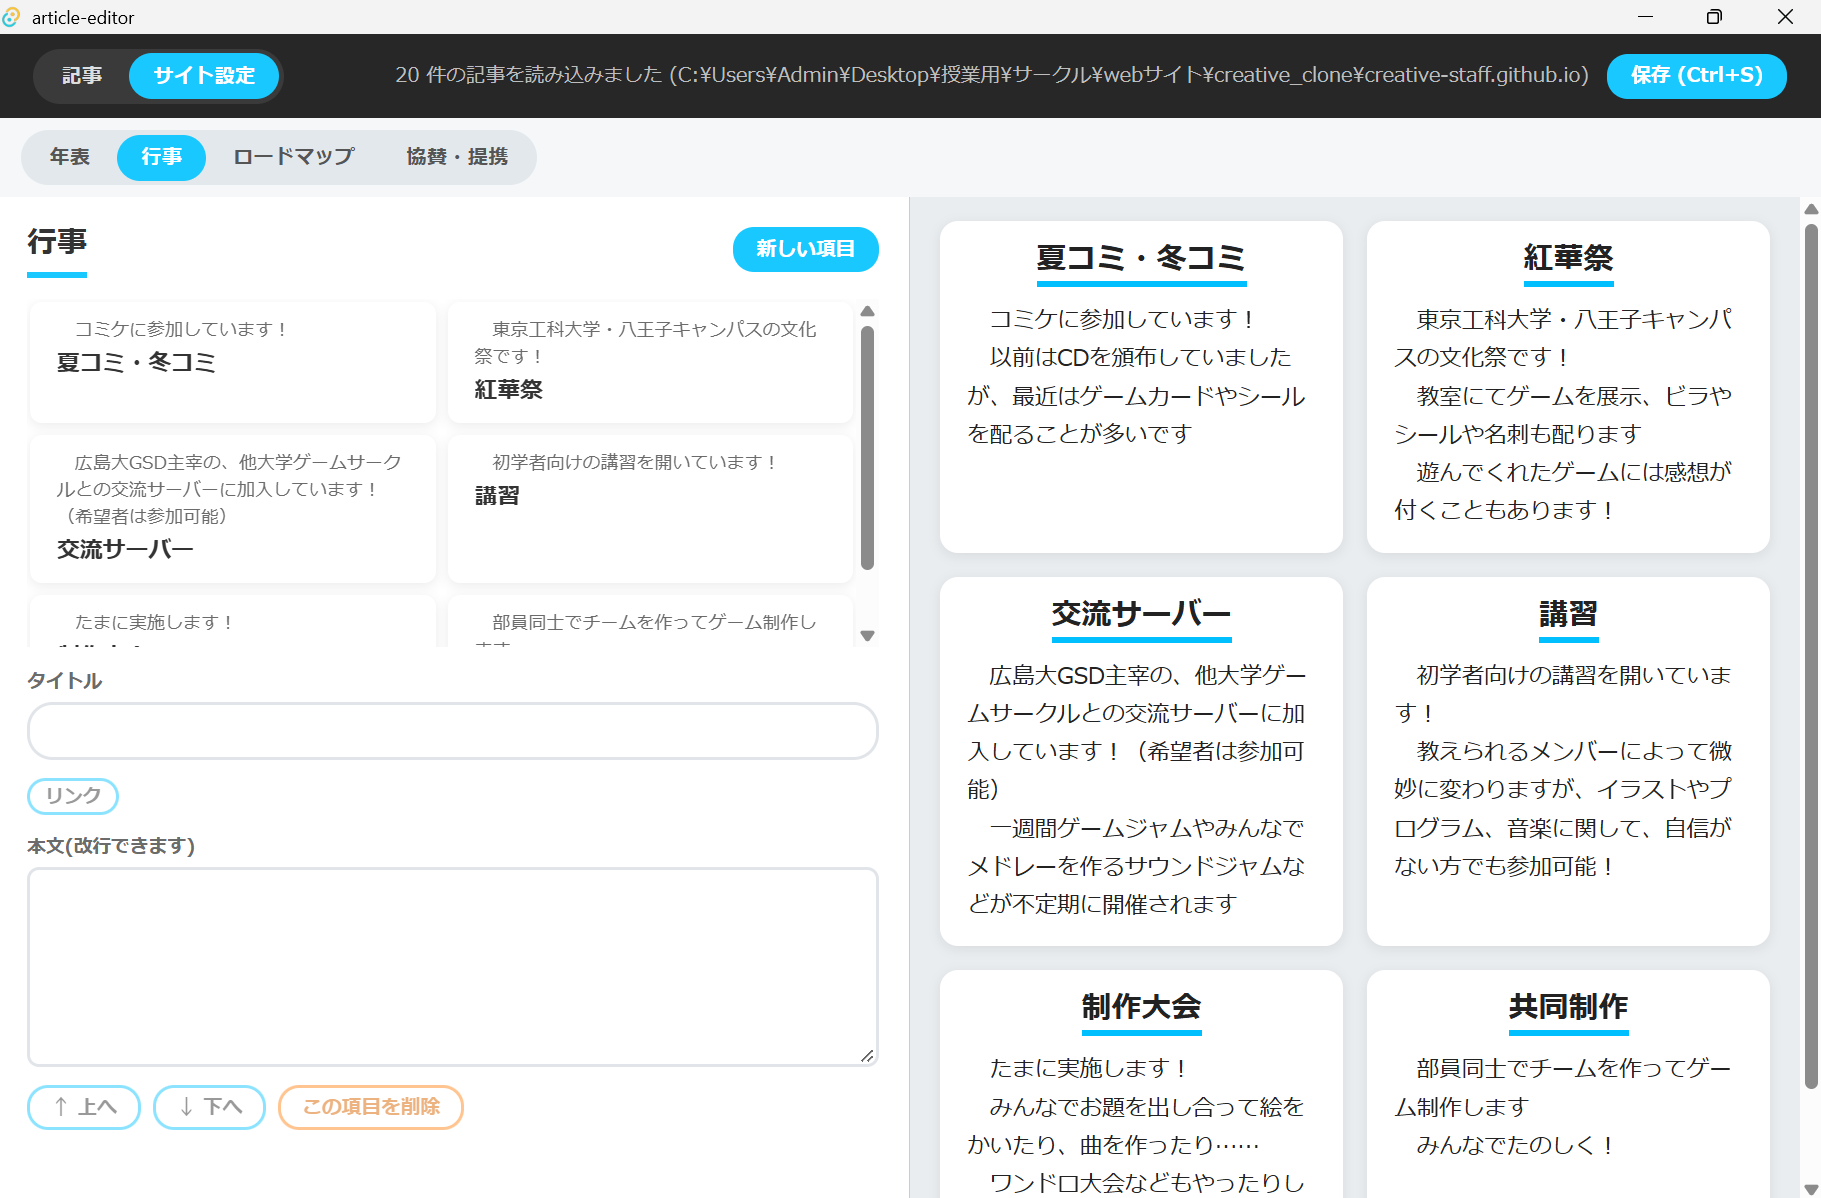 article-editor
記事 サイト設定 20 件の記事を読み込みました (C:¥Users¥Admin¥Desktop¥授業用¥サークル¥webサイト¥creative_clone¥creative-staff.github.io) 保存 (Ctrl+S)
年表 行事 ロードマップ 協賛・提携
行事
新しい項目
コミケに参加しています！
夏コミ・冬コミ
東京工科大学・八王子キャンパスの文化
祭です！
紅華祭
広島大GSD主宰の、他大学ゲームサーク
ルとの交流サーバーに加入しています！
（希望者は参加可能）
交流サーバー
初学者向けの講習を開いています！
講習
たまに実施します！
部員同士でチームを作ってゲーム制作し
タイトル
リンク
本文(改行できます)
↑ 上へ ↓ 下へ この項目を削除
夏コミ・冬コミ
コミケに参加しています！
以前はCDを頒布していました
が、最近はゲームカードやシール
を配ることが多いです
紅華祭
東京工科大学・八王子キャンパ
スの文化祭です！
教室にてゲームを展示、ビラや
シールや名刺も配ります
遊んでくれたゲームには感想が
付くこともあります！
交流サーバー
広島大GSD主宰の、他大学ゲー
ムサークルとの交流サーバーに加
入しています！（希望者は参加可
能）
一週間ゲームジャムやみんなで
メドレーを作るサウンドジャムな
どが不定期に開催されます
講習
初学者向けの講習を開いていま
す！
教えられるメンバーによって微
妙に変わりますが、イラストやプ
ログラム、音楽に関して、自信が
ない方でも参加可能！
制作大会
たまに実施します！
みんなでお題を出し合って絵を
かいたり、曲を作ったり……
ワンドロ大会などもやったりし
共同制作
部員同士でチームを作ってゲー
ム制作します
みんなでたのしく！